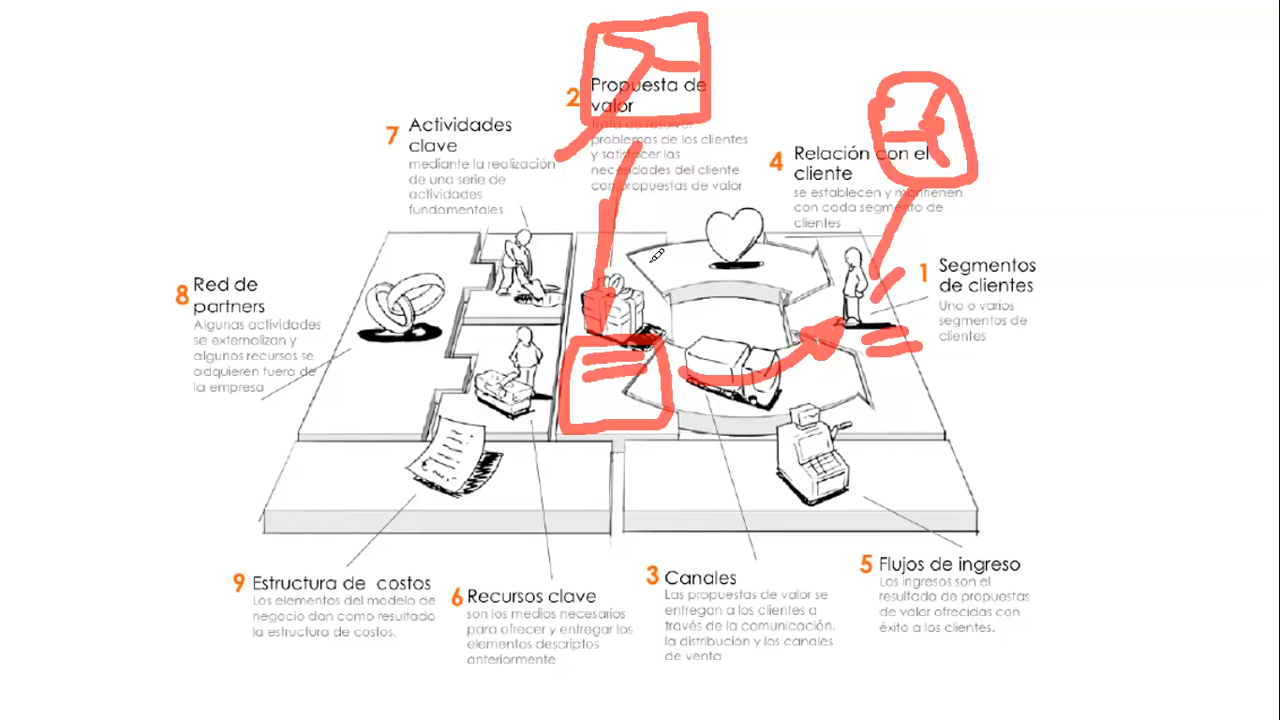 2 Propuesta de
valor
trata de resolver
problemas de los clientes
y satisfacer las
necesidades del cliente
con propuestas de valor
7 Actividades
clave
mediante la realización
de una serie de
actividades
fundamentales
4 Relación con el
cliente
se establecen y mantienen
con cada segmento de
clientes
1 Segmentos
de clientes
Uno o varios
segmentos de
clientes
8 Red de
partners
Algunas actividades
se externalizan y
algunos recursos se
adquieren fuera de
la empresa
9 Estructura de costos
Los elementos del modelo de
negocio dan como resultado
la estructura de costos.
6 Recursos clave
son los medios necesarios
para ofrecer y entregar los
elementos descriptos
anteriormente
3 Canales
Las propuestas de valor se
entregan a los clientes a
través de la comunicación,
la distribución y los canales
de venta
5 Flujos de ingreso
Los ingresos son el
resultado de propuestas
de valor ofrecidas con
éxito a los clientes.